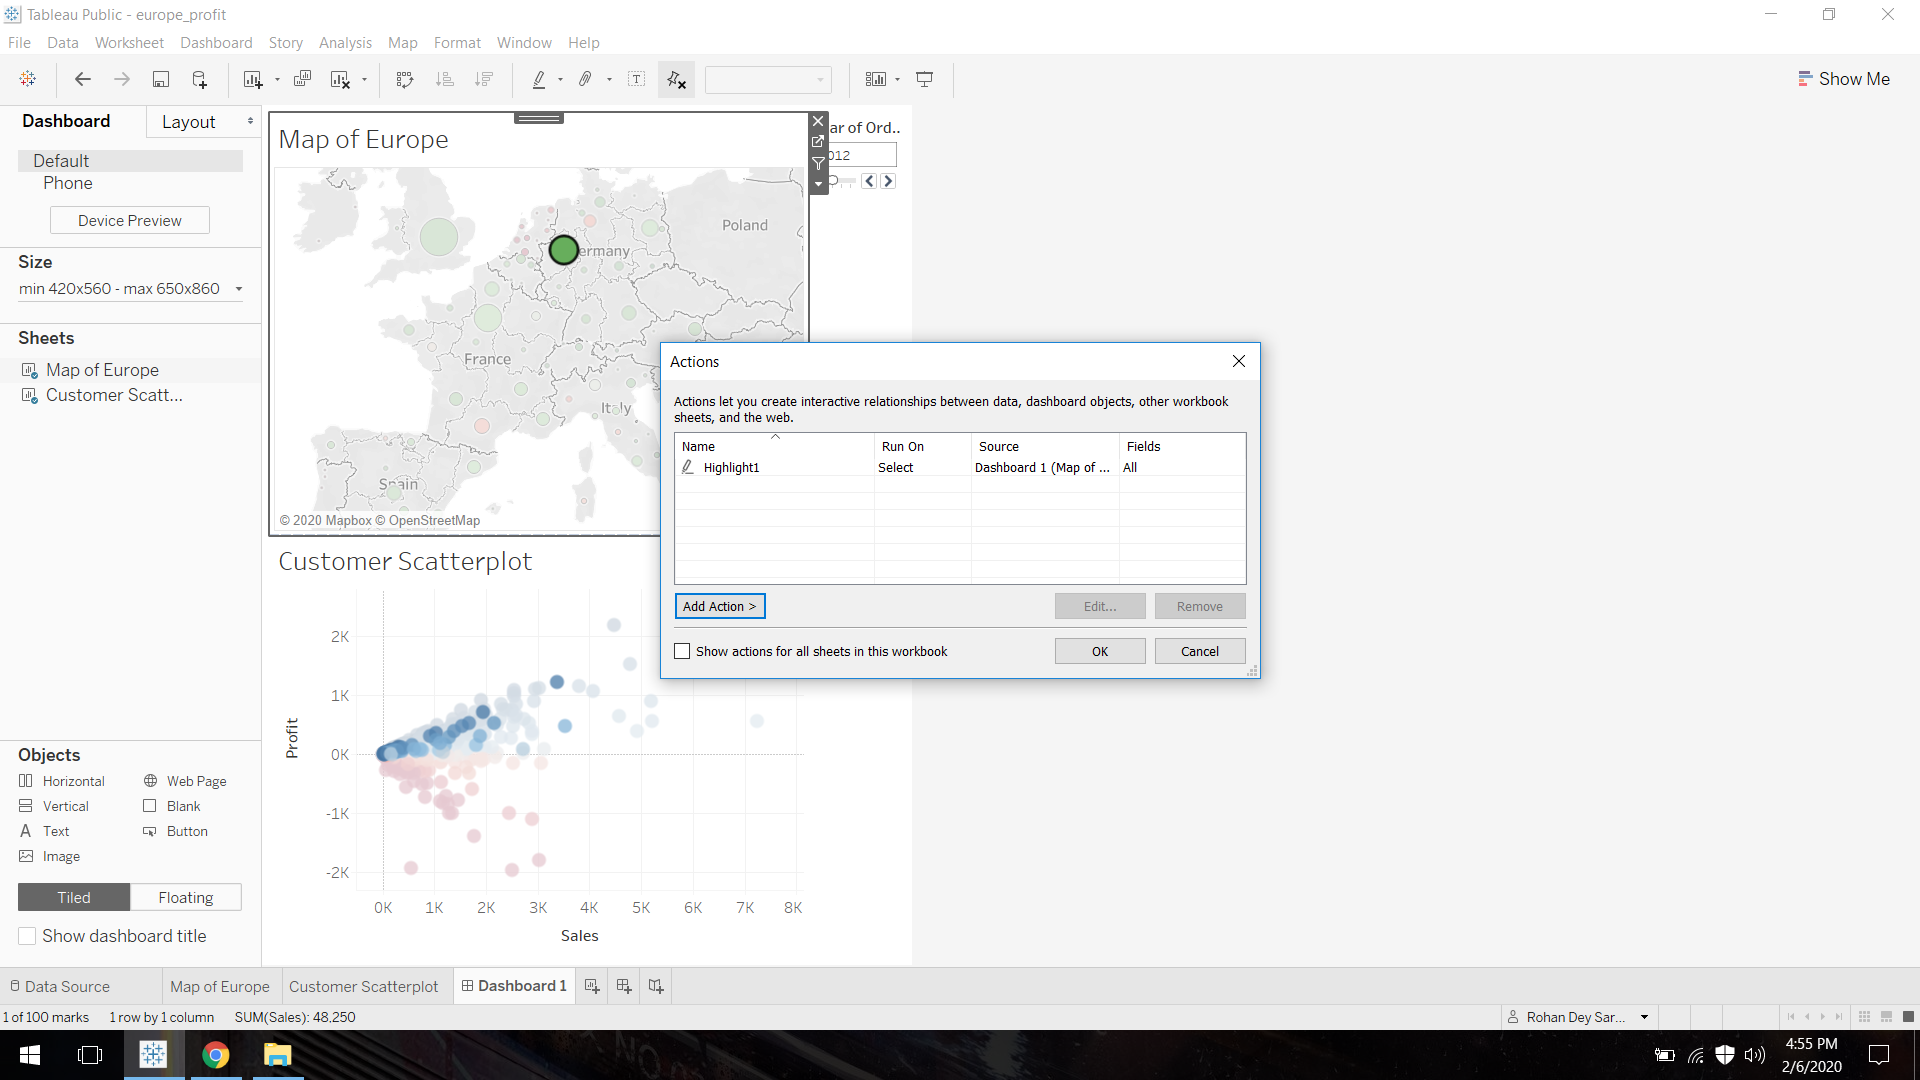 Tableau Public - europe_profit
File Data Worksheet Dashboard Story Analysis Map Format Window Help
Show Me
Dashboard Layout
Default
Phone
Device Preview
Size
min 420x560 - max 650x860
Sheets
Map of Europe
Customer Scatt...
Objects
Horizontal Web Page
Vertical Blank
Text Button
Image
Tiled Floating
Show dashboard title
Map of Europe
ar of Ord..
012
Poland
ermany
France
Italy
Spain
© 2020 Mapbox © OpenStreetMap
Customer Scatterplot
Profit
2K
1K
0K
-1K
-2K
0K 1K 2K 3K 4K 5K 6K 7K 8K
Sales
Actions
Actions let you create interactive relationships between data, dashboard objects, other workbook
sheets, and the web.
Name Run On Source Fields
Highlight1 Select Dashboard 1 (Map of ... All
Add Action > Edit... Remove
Show actions for all sheets in this workbook OK Cancel
Data Source Map of Europe Customer Scatterplot Dashboard 1
1 of 100 marks 1 row by 1 column SUM(Sales): 48,250 Rohan Dey Sar...
4:55 PM
2/6/2020